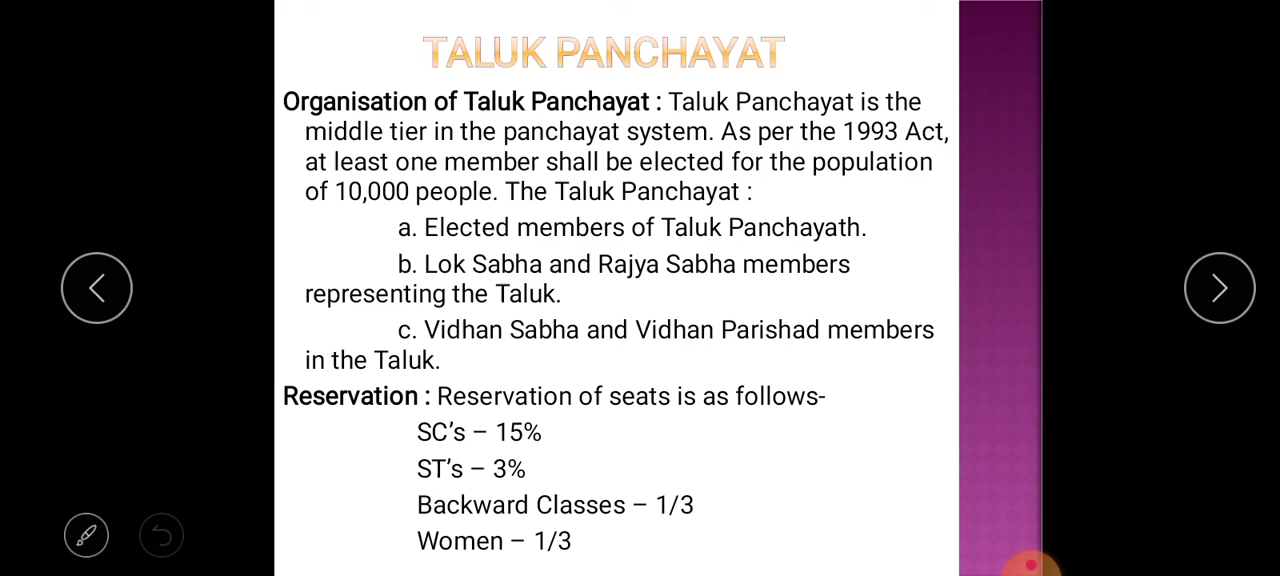 TALUK PANCHAYAT
Organisation of Taluk Panchayat : Taluk Panchayat is the
middle tier in the panchayat system. As per the 1993 Act,
at least one member shall be elected for the population
of 10,000 people. The Taluk Panchayat :
a. Elected members of Taluk Panchayath.
b. Lok Sabha and Rajya Sabha members
representing the Taluk.
c. Vidhan Sabha and Vidhan Parishad members
in the Taluk.
Reservation : Reservation of seats is as follows-
SC’s – 15%
ST’s – 3%
Backward Classes – 1/3
Women – 1/3